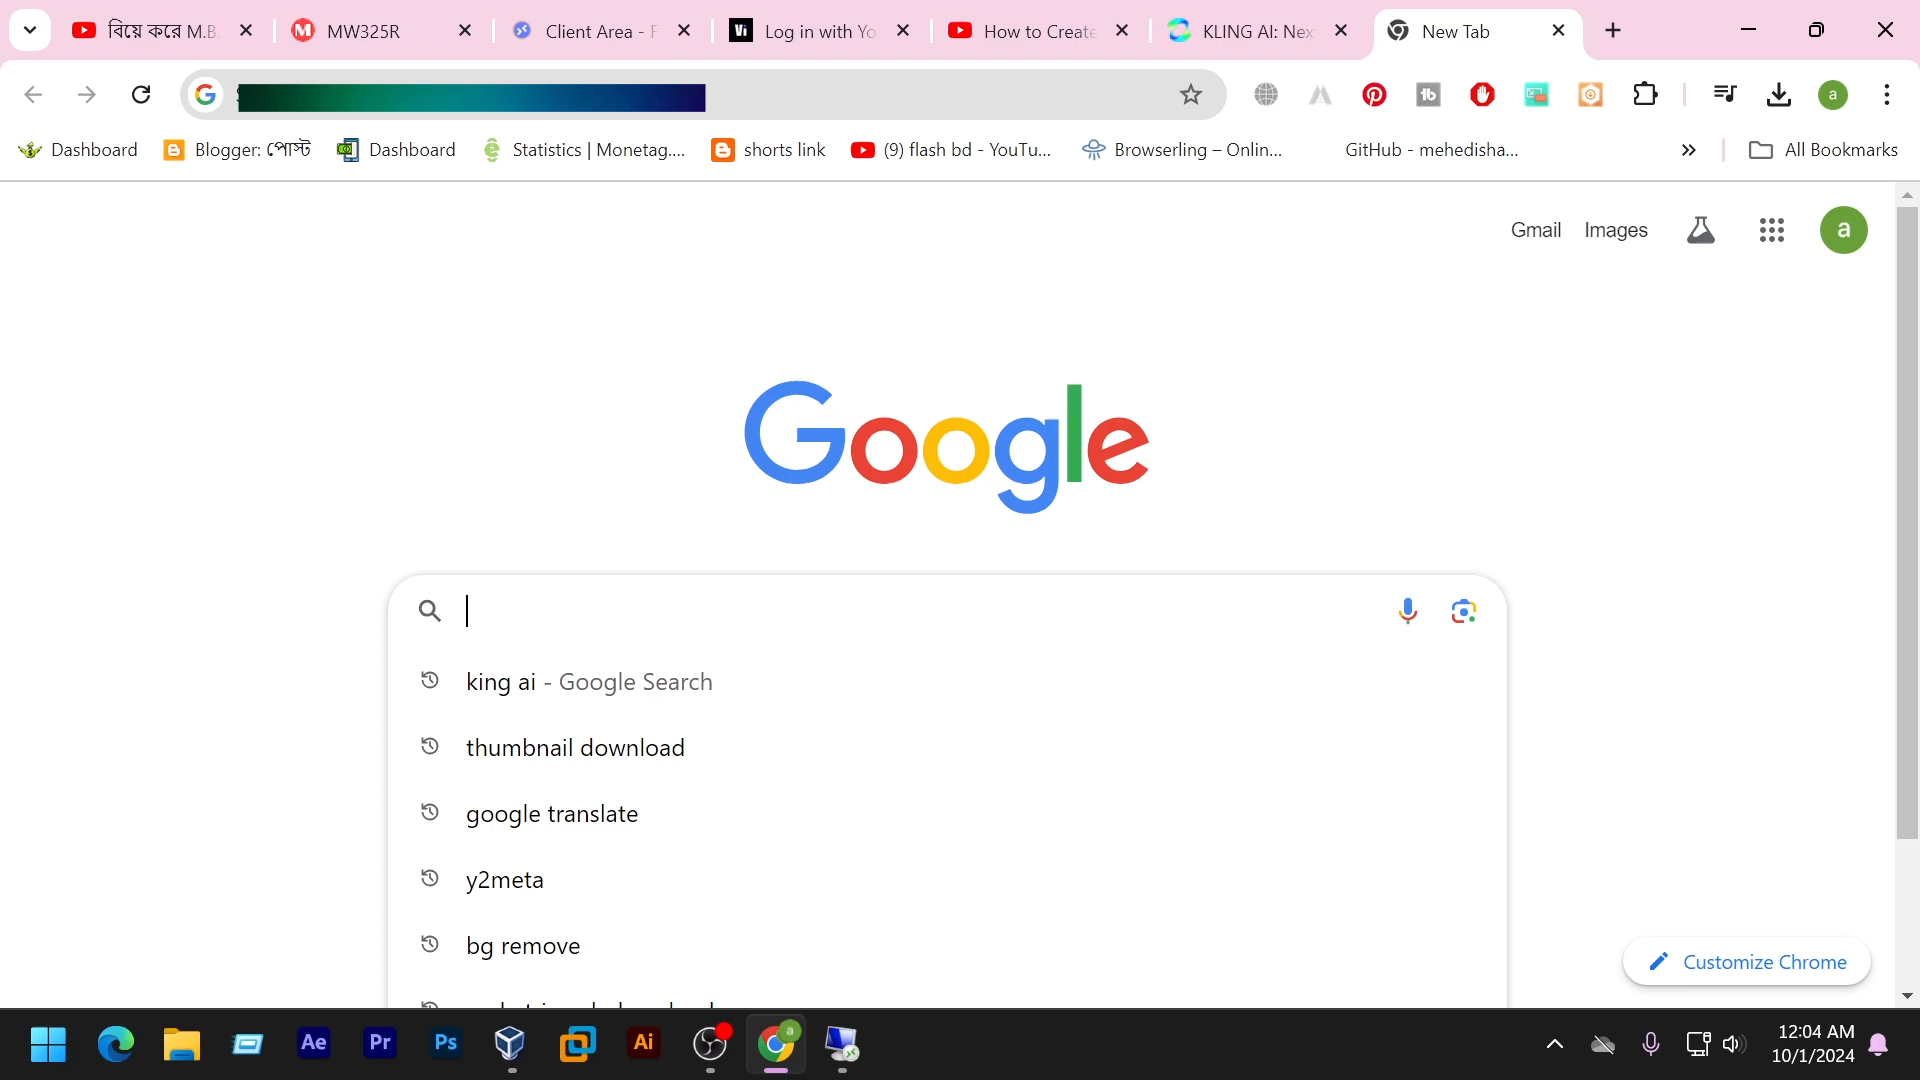 বিয়ে করে M.B.
MW325R
Client Area - F
Vi Log in with Yo
How to Create
KLING AI: Nex
New Tab
tb
a
Dashboard
Blogger: পোস্ট
Dashboard
Statistics | Monetag....
shorts link
(9) flash bd - YouTu...
Browserling – Onlin...
GitHub - mehedisha...
All Bookmarks
Gmail
Images
a
Google
king ai - Google Search
thumbnail download
google translate
y2meta
bg remove
Customize Chrome
Ae
Pr
Ps
Ai
a
12:04 AM
10/1/2024